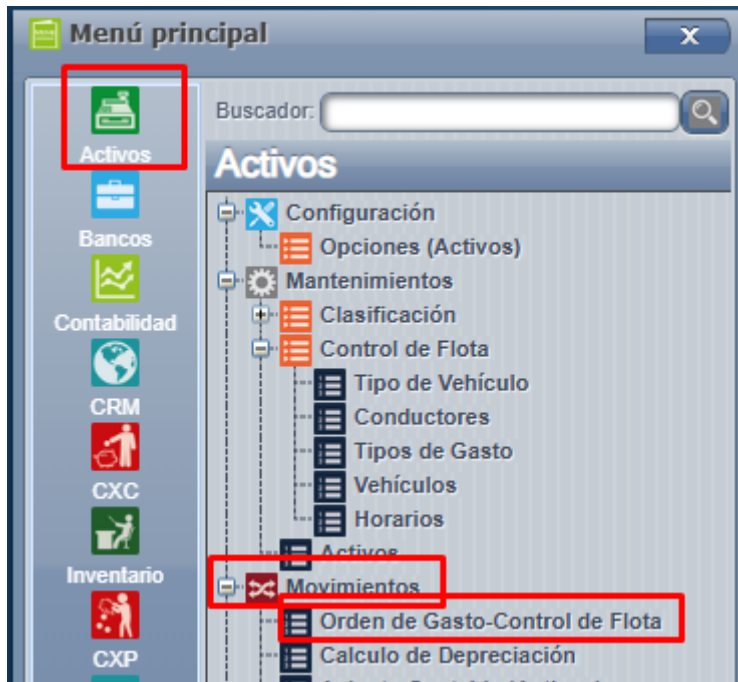 Menú principal
X
Activos
Bancos
Contabilidad
CRM
CXC
Inventario
CXP
Buscador:
Activos
Configuración
Opciones (Activos)
Mantenimientos
Clasificación
Control de Flota
Tipo de Vehículo
Conductores
Tipos de Gasto
Vehículos
Horarios
Activos
Movimientos
Orden de Gasto-Control de Flota
Calculo de Depreciación